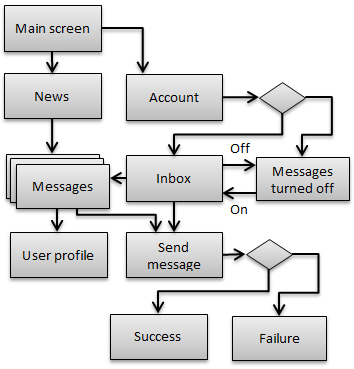 Main screen
News
Account
Off
Messages
Inbox
Messages
turned off
On
User profile
Send
message
Success
Failure